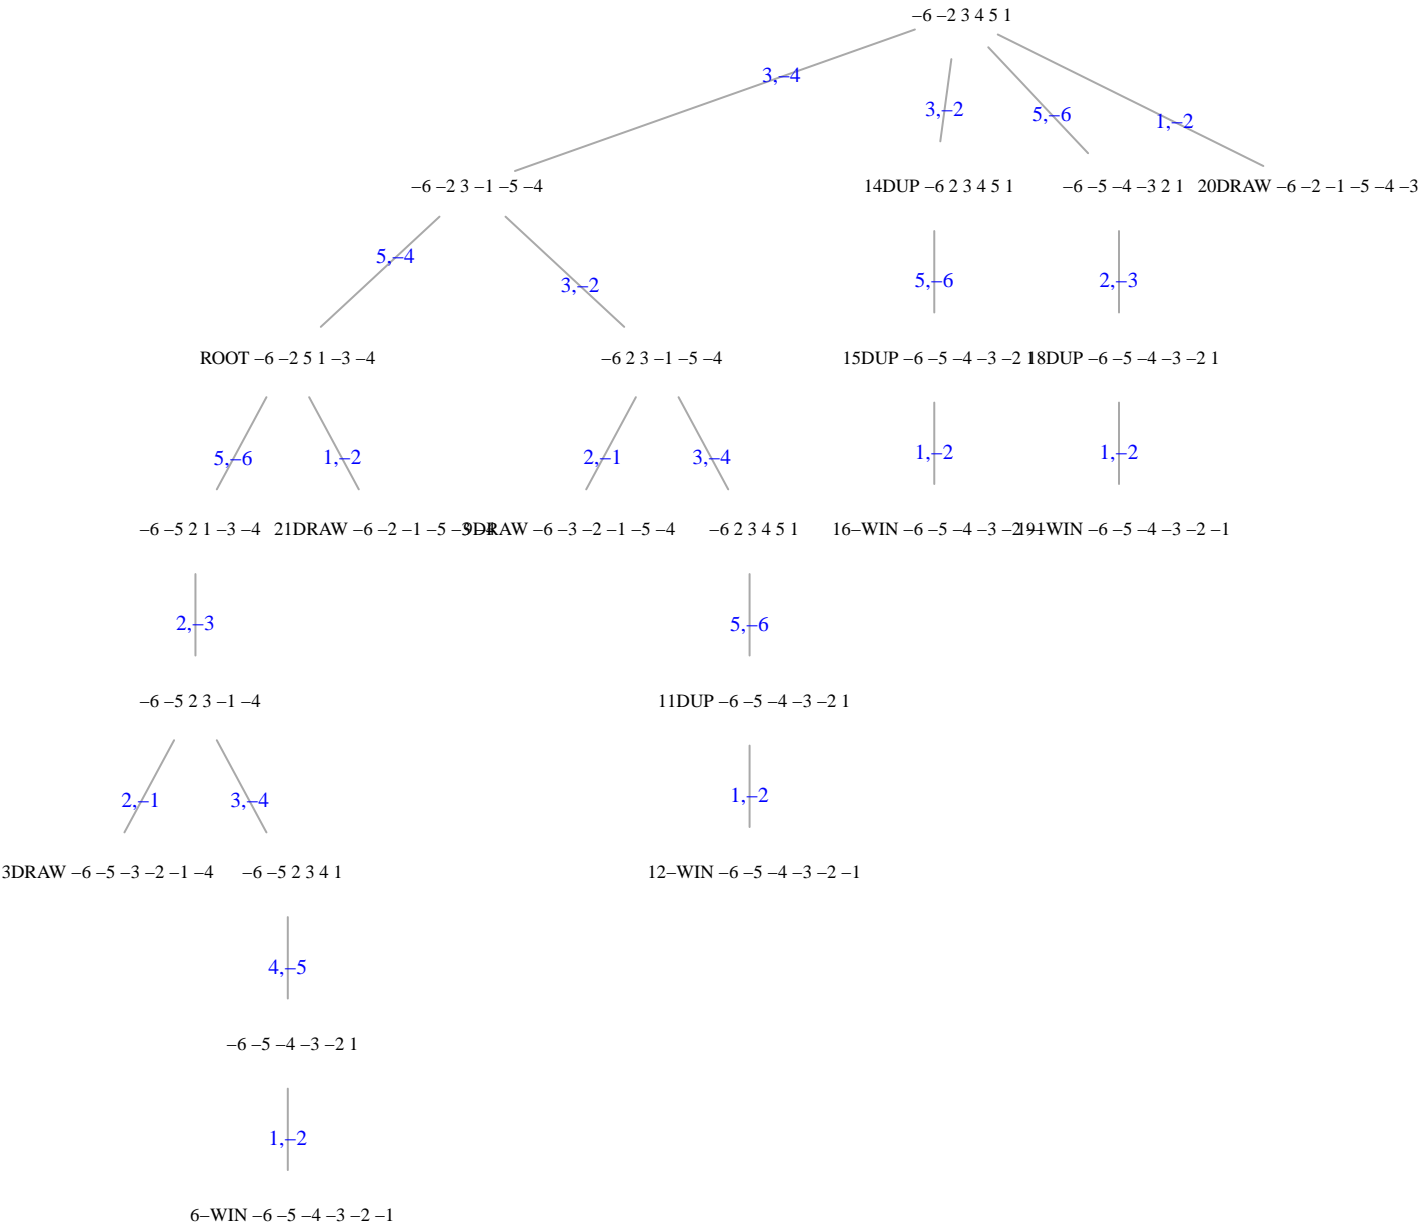 –6 –2 3 4 5 1
3,–4
3,–2
5,–6
1,–2
–6 –2 3 –1 –5 –4
14DUP –6 2 3 4 5 1
–6 –5 –4 –3 2 1
20DRAW –6 –2 –1 –5 –4 –3
5,–4
3,–2
5,–6
2,–3
ROOT –6 –2 5 1 –3 –4
–6 2 3 –1 –5 –4
15DUP –6 –5 –4 –3 –2 1
18DUP –6 –5 –4 –3 –2 1
5,–6
1,–2
2,–1
3,–4
1,–2
1,–2
–6 –5 2 1 –3 –4
21DRAW –6 –2 –1 –5 –3 –4
9DRAW –6 –3 –2 –1 –5 –4
–6 2 3 4 5 1
16–WIN –6 –5 –4 –3 –2 –1
19–WIN –6 –5 –4 –3 –2 –1
2,–3
5,–6
–6 –5 2 3 –1 –4
11DUP –6 –5 –4 –3 –2 1
2,–1
3,–4
1,–2
3DRAW –6 –5 –3 –2 –1 –4
–6 –5 2 3 4 1
12–WIN –6 –5 –4 –3 –2 –1
4,–5
–6 –5 –4 –3 –2 1
1,–2
6–WIN –6 –5 –4 –3 –2 –1